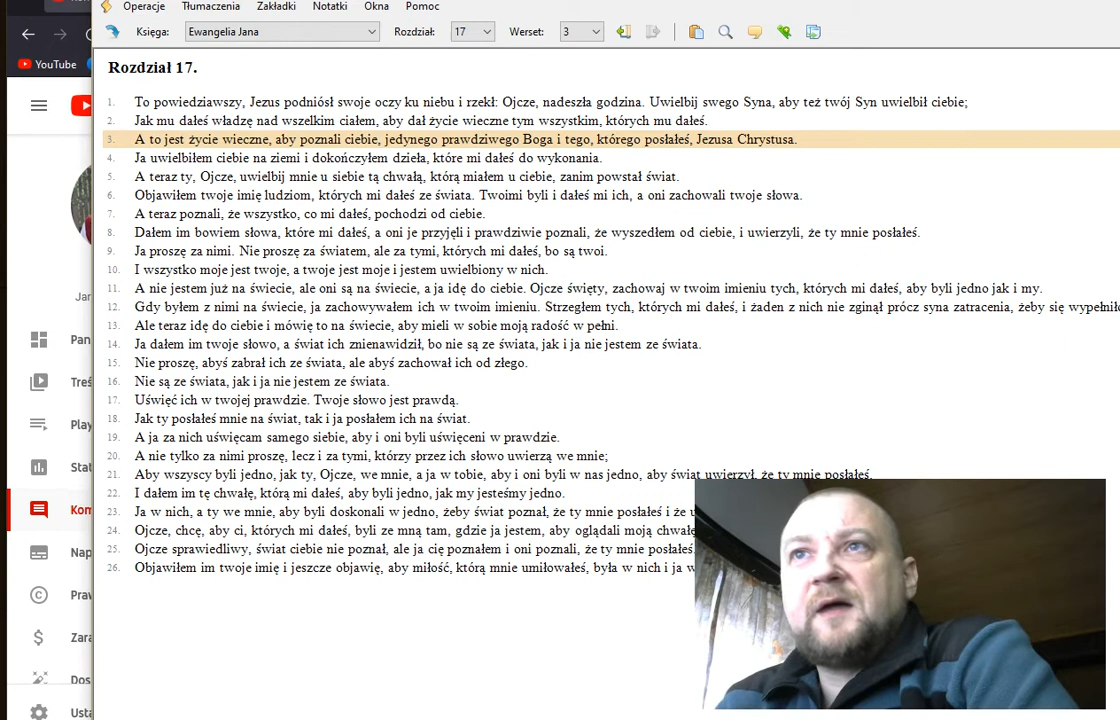 Operacje Tłumaczenia Zakładki Notatki Okna Pomoc
Księga: Ewangelia Jana Rozdział: 17 Werset: 3
YouTube
Rozdział 17.
1. To powiedziawszy, Jezus podniósł swoje oczy ku niebu i rzekł: Ojcze, nadeszła godzina. Uwielbij swego Syna, aby też twój Syn uwielbił ciebie;
2. Jak mu dałeś władzę nad wszelkim ciałem, aby dał życie wieczne tym wszystkim, których mu dałeś.
3. A to jest życie wieczne, aby poznali ciebie, jedynego prawdziwego Boga i tego, którego posłałeś, Jezusa Chrystusa.
4. Ja uwielbiłem ciebie na ziemi i dokończyłem dzieła, które mi dałeś do wykonania.
5. A teraz ty, Ojcze, uwielbij mnie u siebie tą chwałą, którą miałem u ciebie, zanim powstał świat.
6. Objawiłem twoje imię ludziom, których mi dałeś ze świata. Twoimi byli i dałeś mi ich, a oni zachowali twoje słowa.
7. A teraz poznali, że wszystko, co mi dałeś, pochodzi od ciebie.
8. Dałem im bowiem słowa, które mi dałeś, a oni je przyjęli i prawdziwie poznali, że wyszedłem od ciebie, i uwierzyli, że ty mnie posłałeś.
9. Ja proszę za nimi. Nie proszę za światem, ale za tymi, których mi dałeś, bo są twoi.
10. I wszystko moje jest twoje, a twoje jest moje i jestem uwielbiony w nich.
11. A nie jestem już na świecie, ale oni są na świecie, a ja idę do ciebie. Ojcze święty, zachowaj w twoim imieniu tych, których mi dałeś, aby byli jedno jak i my.
12. Gdy byłem z nimi na świecie, ja zachowywałem ich w twoim imieniu. Strzegłem tych, których mi dałeś, i żaden z nich nie zginął prócz syna zatracenia, żeby się wypełniło
13. Ale teraz idę do ciebie i mówię to na świecie, aby mieli w sobie moją radość w pełni.
14. Ja dałem im twoje słowo, a świat ich znienawidził, bo nie są ze świata, jak i ja nie jestem ze świata.
15. Nie proszę, abyś zabrał ich ze świata, ale abyś zachował ich od złego.
16. Nie są ze świata, jak i ja nie jestem ze świata.
17. Uświęć ich w twojej prawdzie. Twoje słowo jest prawdą.
18. Jak ty posłałeś mnie na świat, tak i ja posłałem ich na świat.
19. A ja za nich uświęcam samego siebie, aby i oni byli uświęceni w prawdzie.
20. A nie tylko za nimi proszę, lecz i za tymi, którzy przez ich słowo uwierzą we mnie;
21. Aby wszyscy byli jedno, jak ty, Ojcze, we mnie, a ja w tobie, aby i oni byli w nas jedno, aby świat uwierzył, że ty mnie posłałeś.
22. I dałem im tę chwałę, którą mi dałeś, aby byli jedno, jak my jesteśmy jedno.
23. Ja w nich, a ty we mnie, aby byli doskonali w jedno, żeby świat poznał, że ty mnie posłałeś i że u
24. Ojcze, chcę, aby ci, których mi dałeś, byli ze mną tam, gdzie ja jestem, aby oglądali moją chwałę
25. Ojcze sprawiedliwy, świat ciebie nie poznał, ale ja cię poznałem i oni poznali, że ty mnie posłałeś.
26. Objawiłem im twoje imię i jeszcze objawię, aby miłość, którą mnie umiłowałeś, była w nich i ja w
Jar
Pan
Treś
Play
Stat
Kom
Nap
Praw
Zara
Dos
Usta